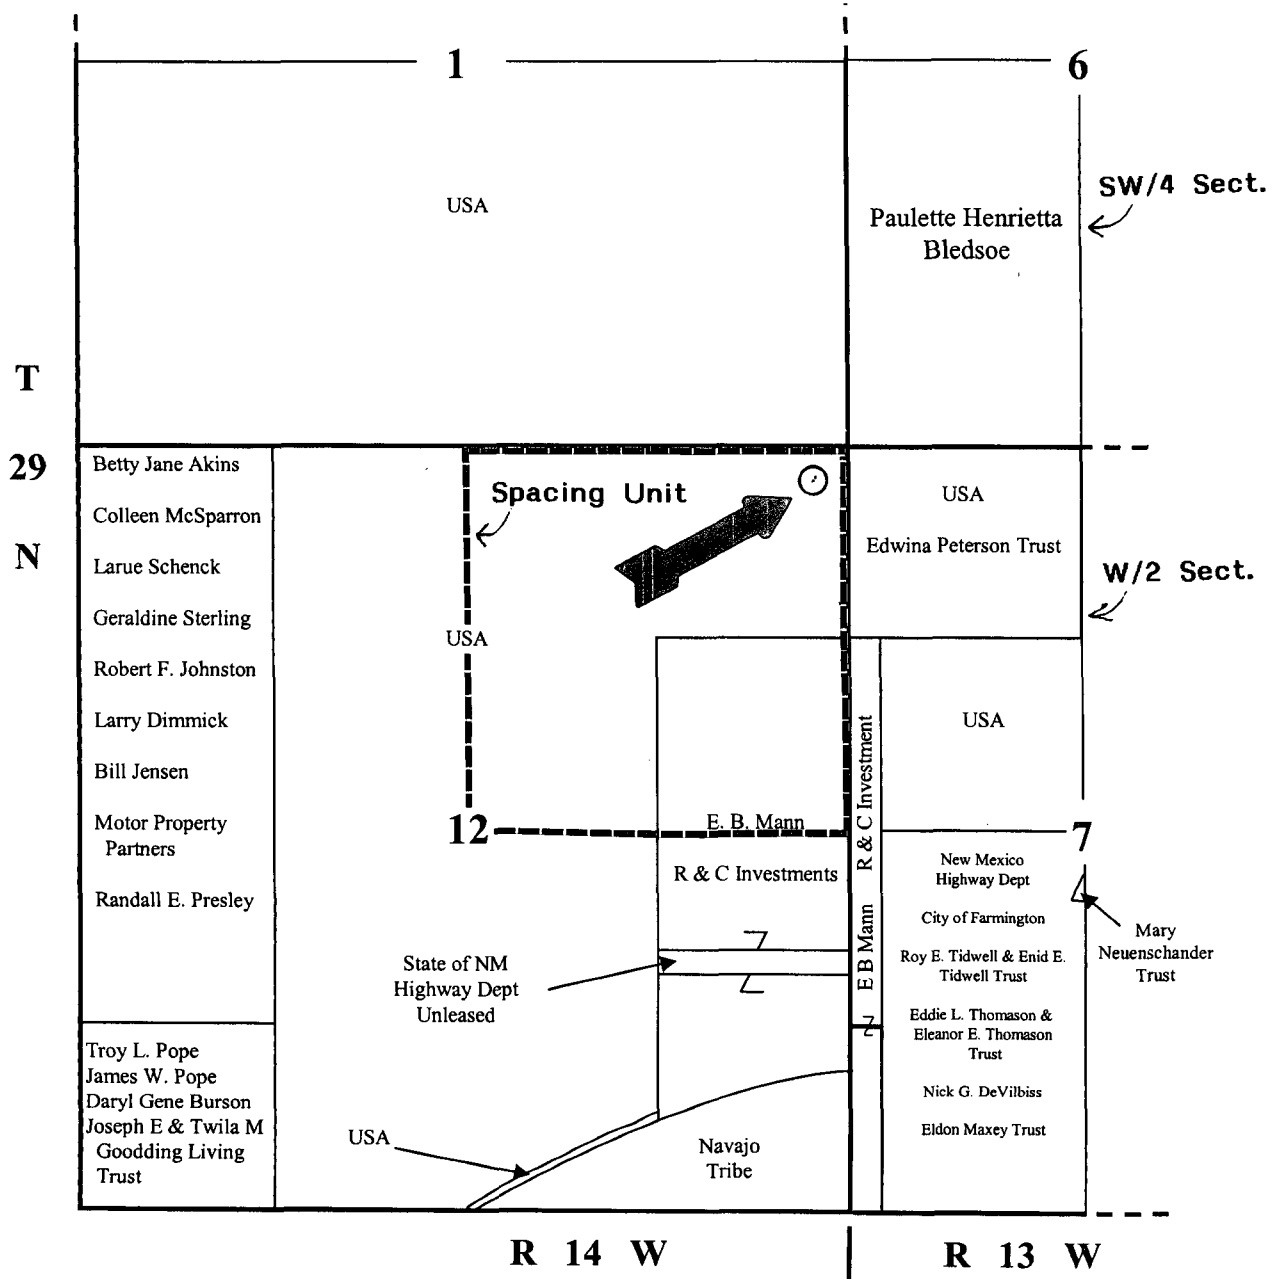 1
6
USA
SW/4 Sect.
Paulette Henrietta
Bledsoe
T
29
N
Betty Jane Akins
Colleen McSparron
Larue Schenck
Geraldine Sterling
Robert F. Johnston
Larry Dimmick
Bill Jensen
Motor Property
Partners
Randall E. Presley
Spacing Unit
USA
12
USA
Edwina Peterson Trust
W/2 Sect.
USA
E. B. Mann
R & C Investments
E B Mann R & C Investment
7
New Mexico
Highway Dept
City of Farmington
Roy E. Tidwell & Enid E.
Tidwell Trust
Eddie L. Thomason &
Eleanor E. Thomason
Trust
Nick G. DeVilbiss
Eldon Maxey Trust
Mary
Neuenschander
Trust
State of NM
Highway Dept
Unleased
Troy L. Pope
James W. Pope
Daryl Gene Burson
Joseph E & Twila M
Goodding Living
Trust
USA
Navajo
Tribe
R 14 W
R 13 W